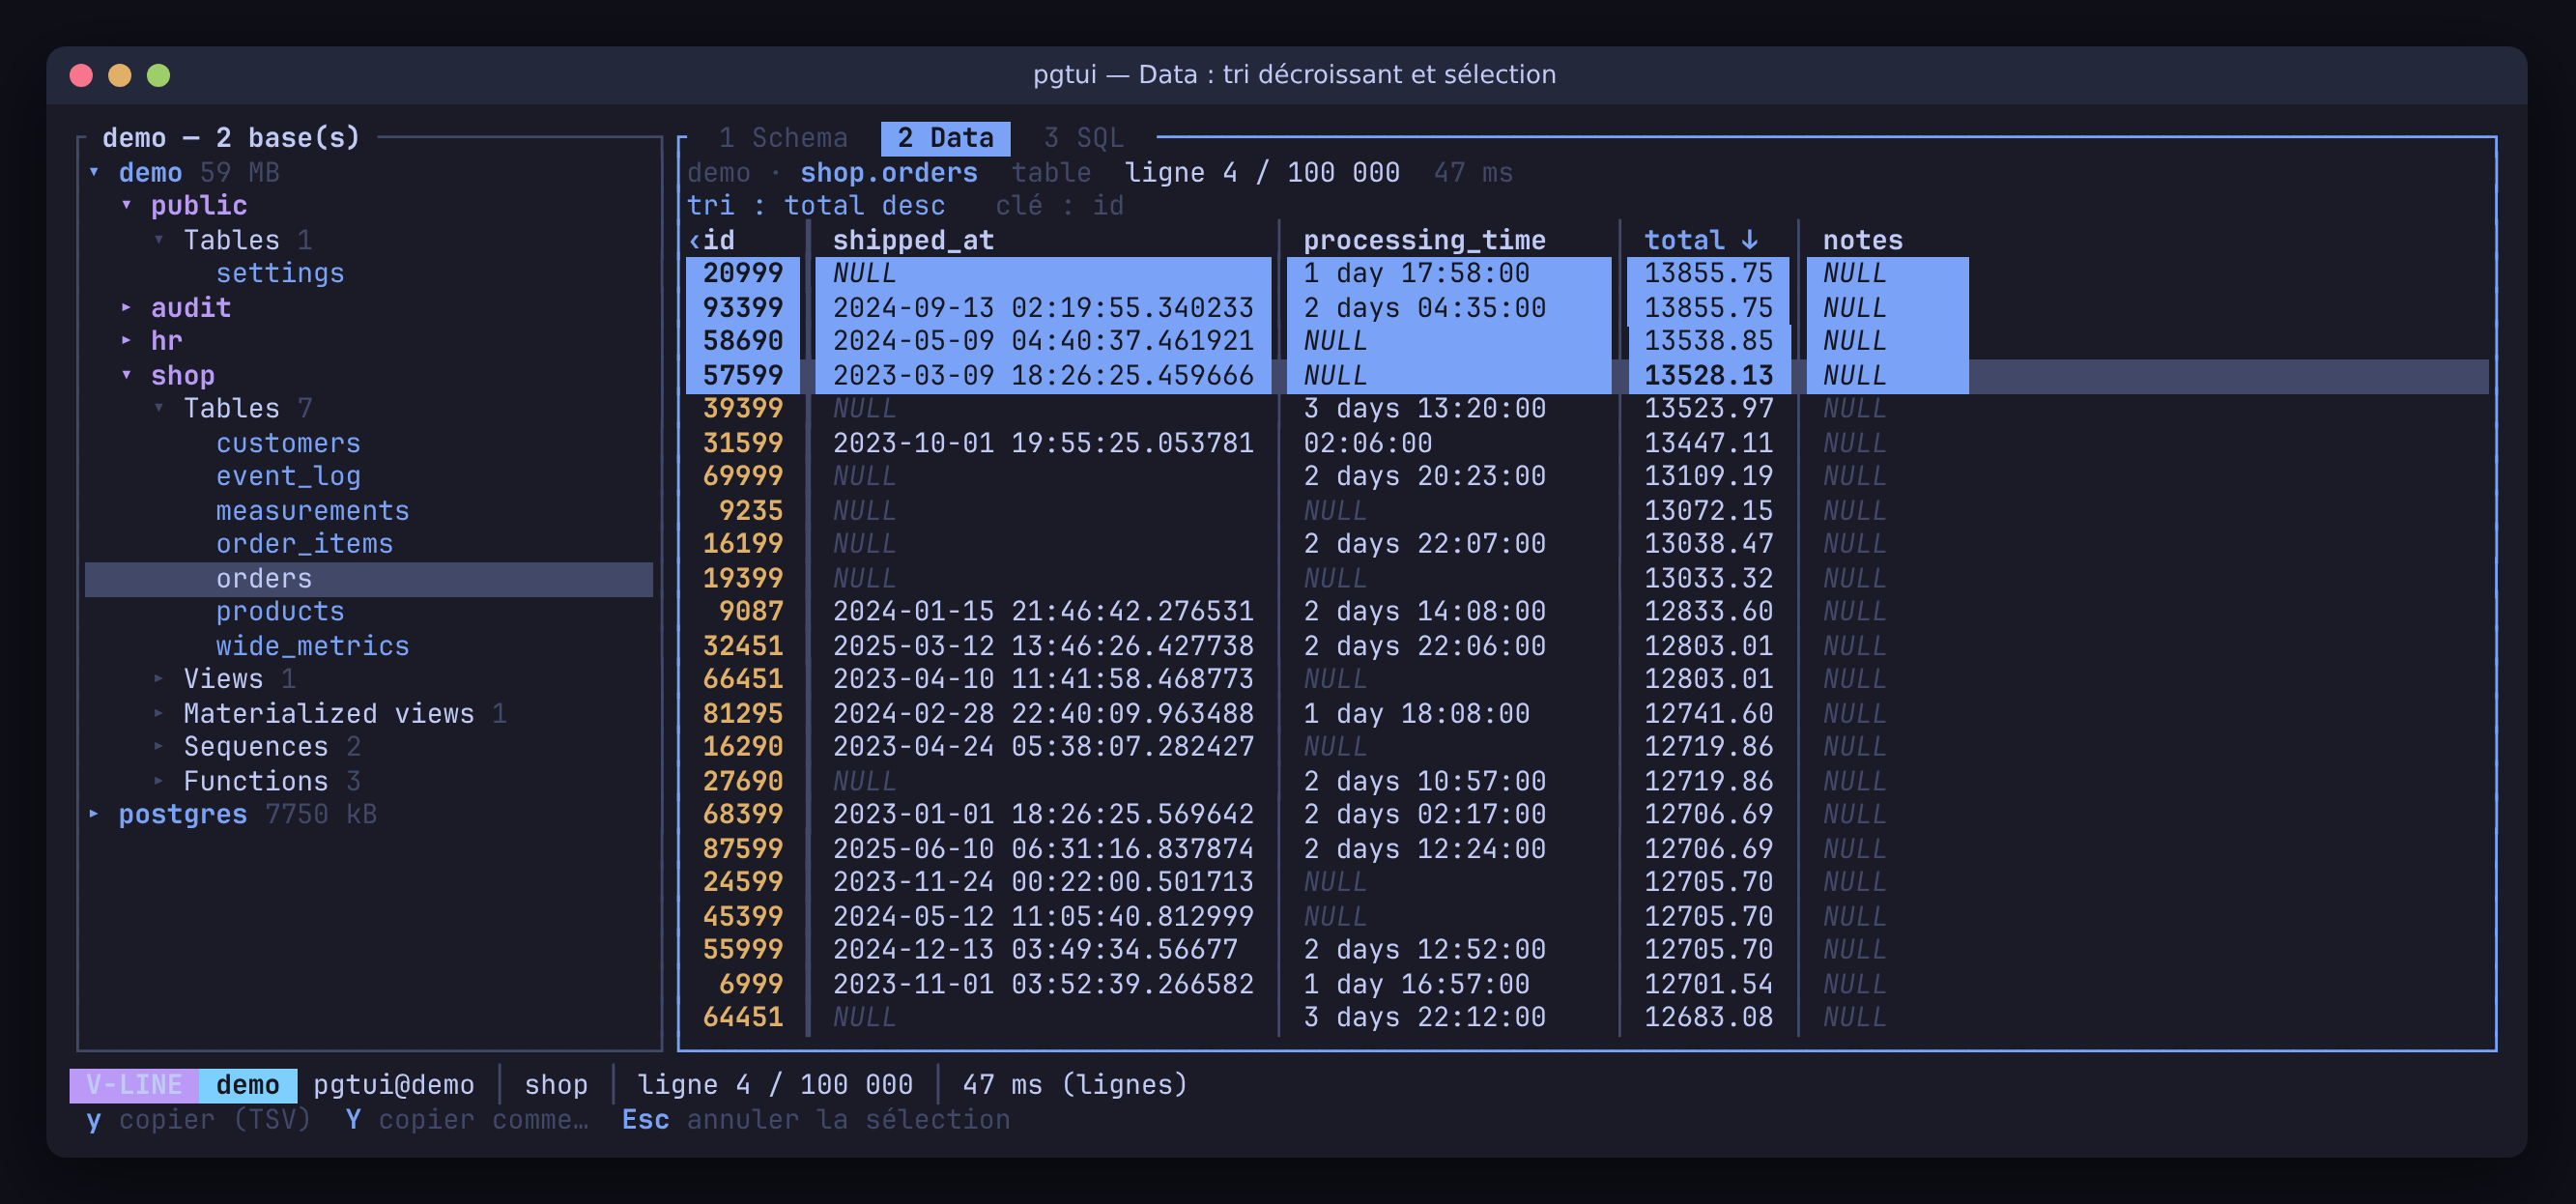 pgtui — Data : tri décroissant et sélection
demo — 2 base(s)
▾ demo 59 MB
▾ public
▾ Tables 1
settings
▸ audit
▸ hr
▾ shop
▾ Tables 7
customers
event_log
measurements
order_items
orders
products
wide_metrics
▸ Views 1
▸ Materialized views 1
▸ Sequences 2
▸ Functions 3
▸ postgres 7750 kB
1 Schema 2 Data 3 SQL
demo · shop.orders table ligne 4 / 100 000 47 ms
tri : total desc clé : id
‹id shipped_at processing_time total ↓ notes
20999 NULL 1 day 17:58:00 13855.75 NULL
93399 2024-09-13 02:19:55.340233 2 days 04:35:00 13855.75 NULL
58690 2024-05-09 04:40:37.461921 NULL 13538.85 NULL
57599 2023-03-09 18:26:25.459666 NULL 13528.13 NULL
39399 NULL 3 days 13:20:00 13523.97 NULL
31599 2023-10-01 19:55:25.053781 02:06:00 13447.11 NULL
69999 NULL 2 days 20:23:00 13109.19 NULL
9235 NULL NULL 13072.15 NULL
16199 NULL 2 days 22:07:00 13038.47 NULL
19399 NULL NULL 13033.32 NULL
9087 2024-01-15 21:46:42.276531 2 days 14:08:00 12833.60 NULL
32451 2025-03-12 13:46:26.427738 2 days 22:06:00 12803.01 NULL
66451 2023-04-10 11:41:58.468773 NULL 12803.01 NULL
81295 2024-02-28 22:40:09.963488 1 day 18:08:00 12741.60 NULL
16290 2023-04-24 05:38:07.282427 NULL 12719.86 NULL
27690 NULL 2 days 10:57:00 12719.86 NULL
68399 2023-01-01 18:26:25.569642 2 days 02:17:00 12706.69 NULL
87599 2025-06-10 06:31:16.837874 2 days 12:24:00 12706.69 NULL
24599 2023-11-24 00:22:00.501713 NULL 12705.70 NULL
45399 2024-05-12 11:05:40.812999 NULL 12705.70 NULL
55999 2024-12-13 03:49:34.56677 2 days 12:52:00 12705.70 NULL
6999 2023-11-01 03:52:39.266582 1 day 16:57:00 12701.54 NULL
64451 NULL 3 days 22:12:00 12683.08 NULL
V-LINE demo pgtui@demo │ shop │ ligne 4 / 100 000 │ 47 ms (lignes)
y copier (TSV) Y copier comme… Esc annuler la sélection